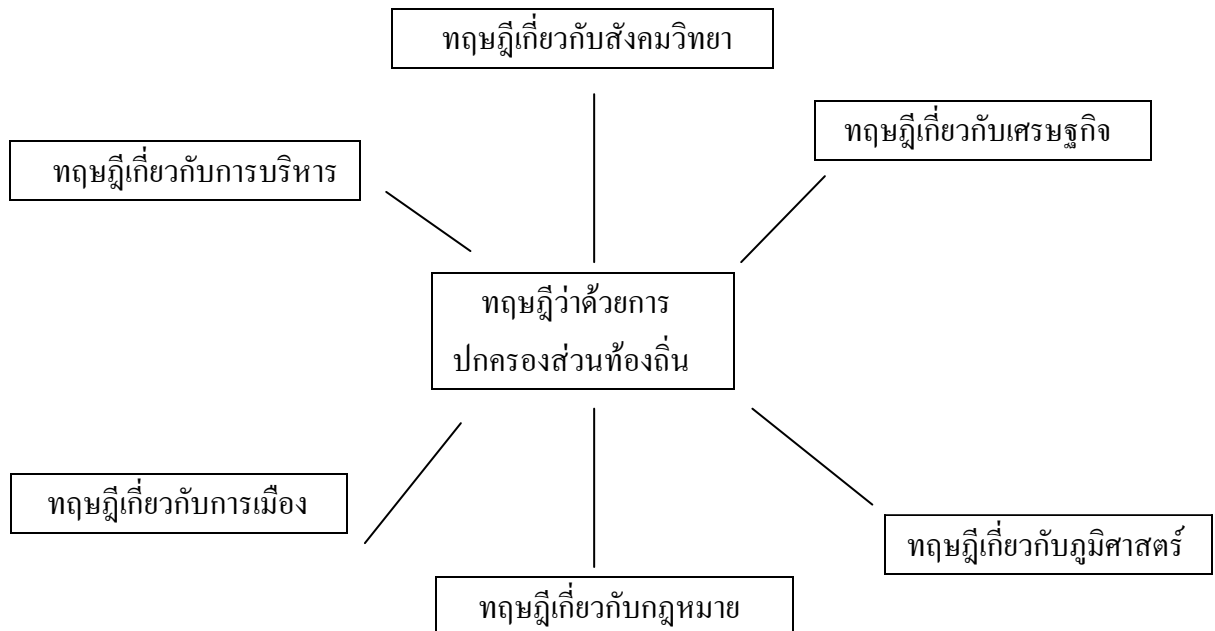 ทฤษฎีเกี่ยวกับสังคมวิทยา
ทฤษฎีเกี่ยวกับเศรษฐกิจ
ทฤษฎีเกี่ยวกับการบริหาร
ทฤษฎีว่าด้วยการ
ปกครองส่วนท้องถิ่น
ทฤษฎีเกี่ยวกับการเมือง
ทฤษฎีเกี่ยวกับภูมิศาสตร์
ทฤษฎีเกี่ยวกับกฎหมาย